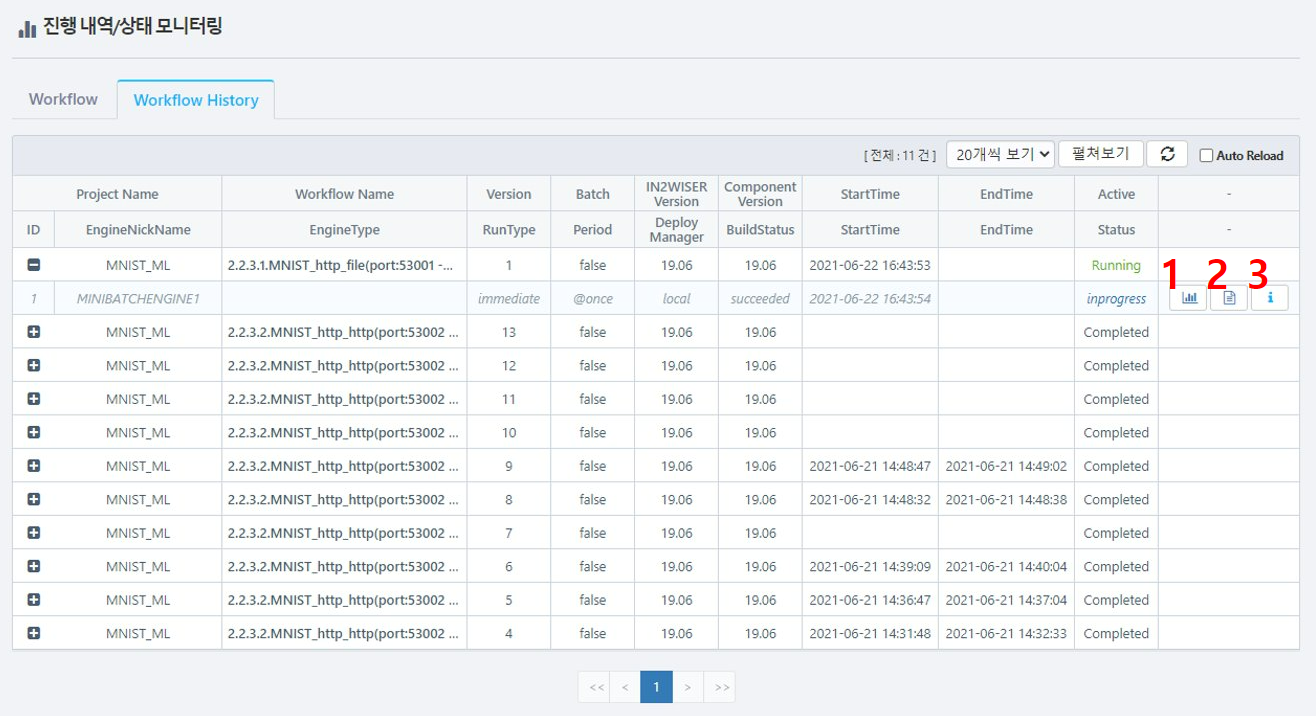 진행 내역/상태 모니터링
Workflow Workflow History
[ 전체 : 11 건 ] 20개씩 보기 펼쳐보기 Auto Reload
Project Name Workflow Name Version Batch IN2WISER Version Component Version StartTime EndTime Active -
ID EngineNickName EngineType RunType Period Deploy Manager BuildStatus StartTime EndTime Status -
MNIST_ML 2.2.3.1.MNIST_http_file(port:53001 -... 1 false 19.06 19.06 2021-06-22 16:43:53 Running
1 2 3
1 MINIBATCHENGINE1 immediate @once local succeeded 2021-06-22 16:43:54 inprogress
MNIST_ML 2.2.3.2.MNIST_http_http(port:53002 ... 13 false 19.06 19.06 Completed
MNIST_ML 2.2.3.2.MNIST_http_http(port:53002 ... 12 false 19.06 19.06 Completed
MNIST_ML 2.2.3.2.MNIST_http_http(port:53002 ... 11 false 19.06 19.06 Completed
MNIST_ML 2.2.3.2.MNIST_http_http(port:53002 ... 10 false 19.06 19.06 Completed
MNIST_ML 2.2.3.2.MNIST_http_http(port:53002 ... 9 false 19.06 19.06 2021-06-21 14:48:47 2021-06-21 14:49:02 Completed
MNIST_ML 2.2.3.2.MNIST_http_http(port:53002 ... 8 false 19.06 19.06 2021-06-21 14:48:32 2021-06-21 14:48:38 Completed
MNIST_ML 2.2.3.2.MNIST_http_http(port:53002 ... 7 false 19.06 19.06 Completed
MNIST_ML 2.2.3.2.MNIST_http_http(port:53002 ... 6 false 19.06 19.06 2021-06-21 14:39:09 2021-06-21 14:40:04 Completed
MNIST_ML 2.2.3.2.MNIST_http_http(port:53002 ... 5 false 19.06 19.06 2021-06-21 14:36:47 2021-06-21 14:37:04 Completed
MNIST_ML 2.2.3.2.MNIST_http_http(port:53002 ... 4 false 19.06 19.06 2021-06-21 14:31:48 2021-06-21 14:32:33 Completed
<< < 1 > >>